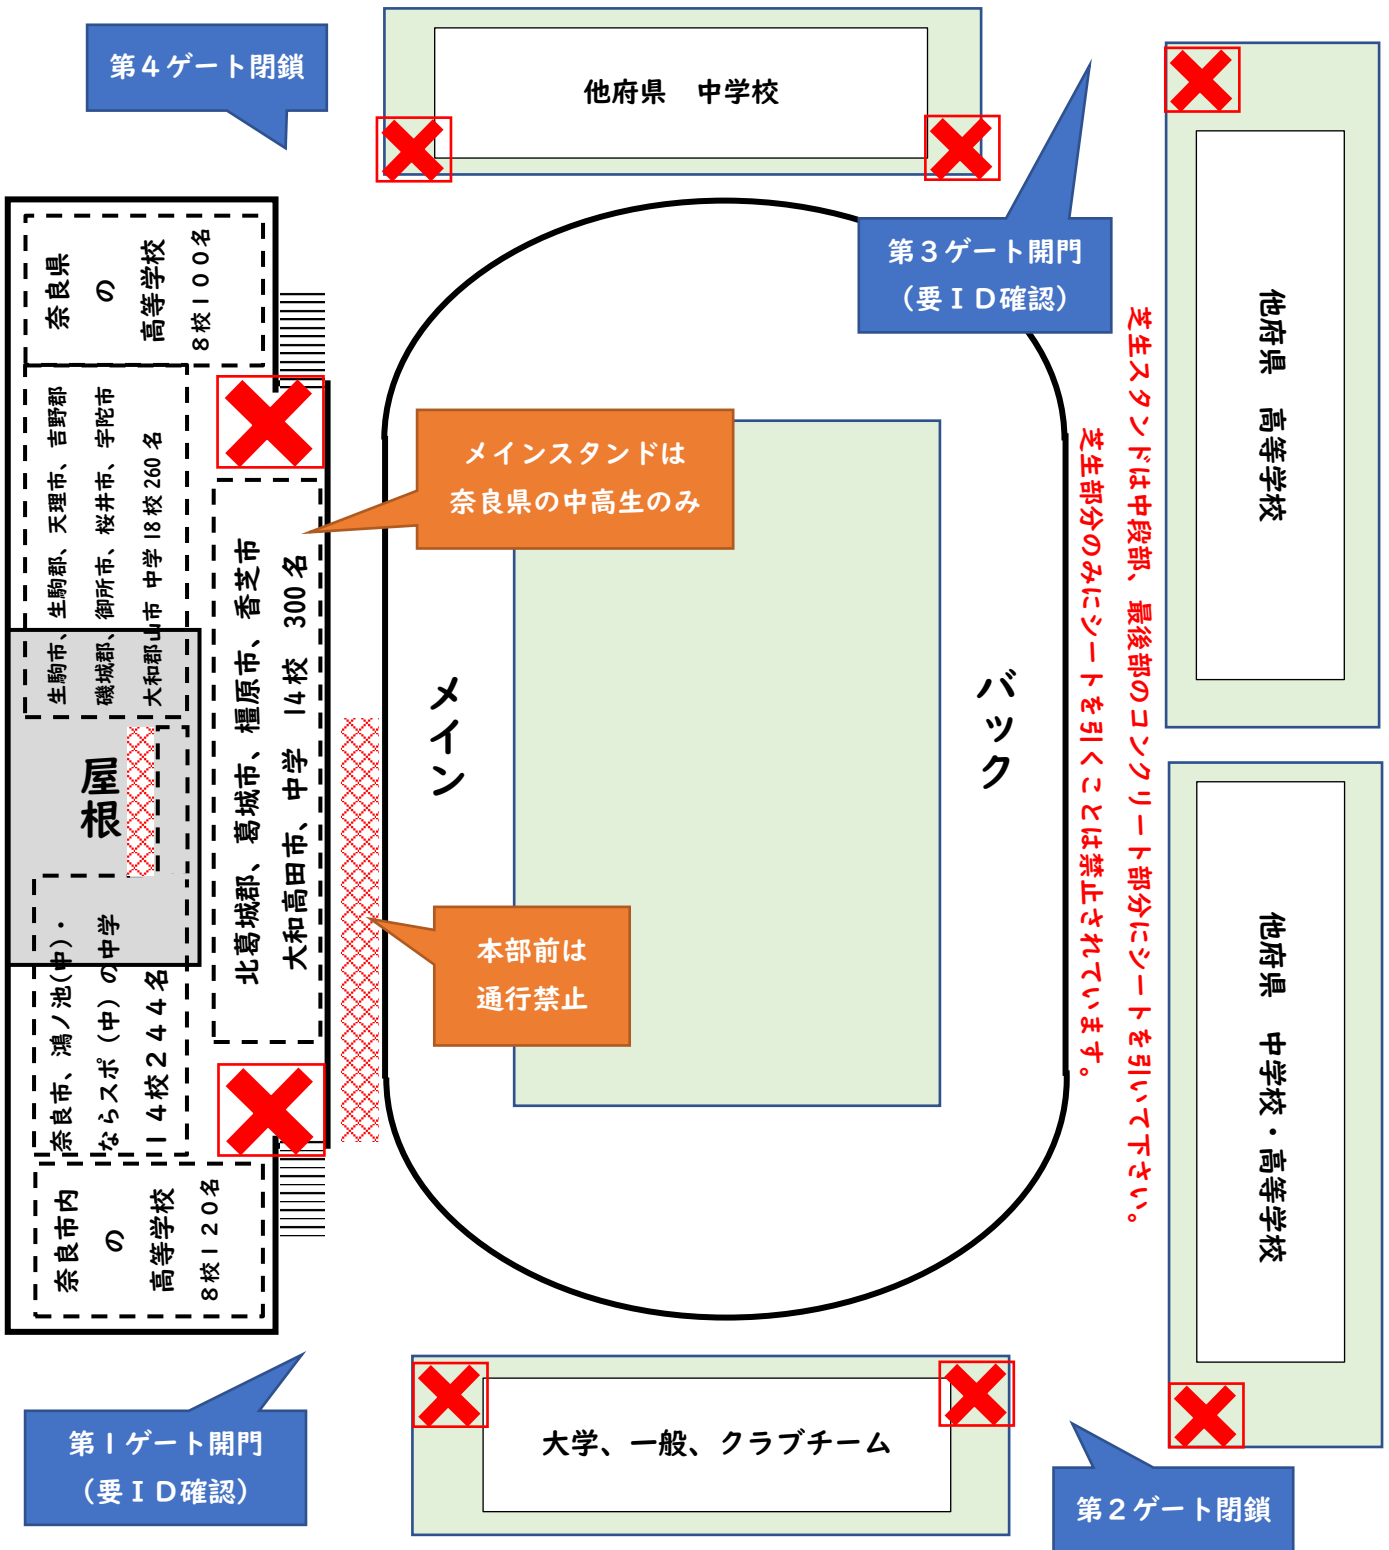 第４ゲート閉鎖
他府県　中学校
第３ゲート開門
（要ＩＤ確認）
奈良県
の
高等学校
８校１００名
生駒市、生駒郡、天理市、吉野郡
磯城郡、御所市、桜井市、宇陀市
大和郡山市 中学 18校 260名
屋根
奈良市、鴻ノ池(中)・
ならスポ（中）の中学
１４校２４４名
奈良市内
の
高等学校
８校１２０名
北葛城郡、葛城市、橿原市、香芝市
大和高田市、中学　14校　300名
メインスタンドは
奈良県の中高生のみ
メイン
バック
本部前は
通行禁止
芝生スタンドは中段部、最後部のコンクリート部分にシートを引いて下さい。
芝生部分のみにシートを引くことは禁止されています。
他府県　高等学校
他府県　中学校・高等学校
第１ゲート開門
（要ＩＤ確認）
大学、一般、クラブチーム
第２ゲート閉鎖